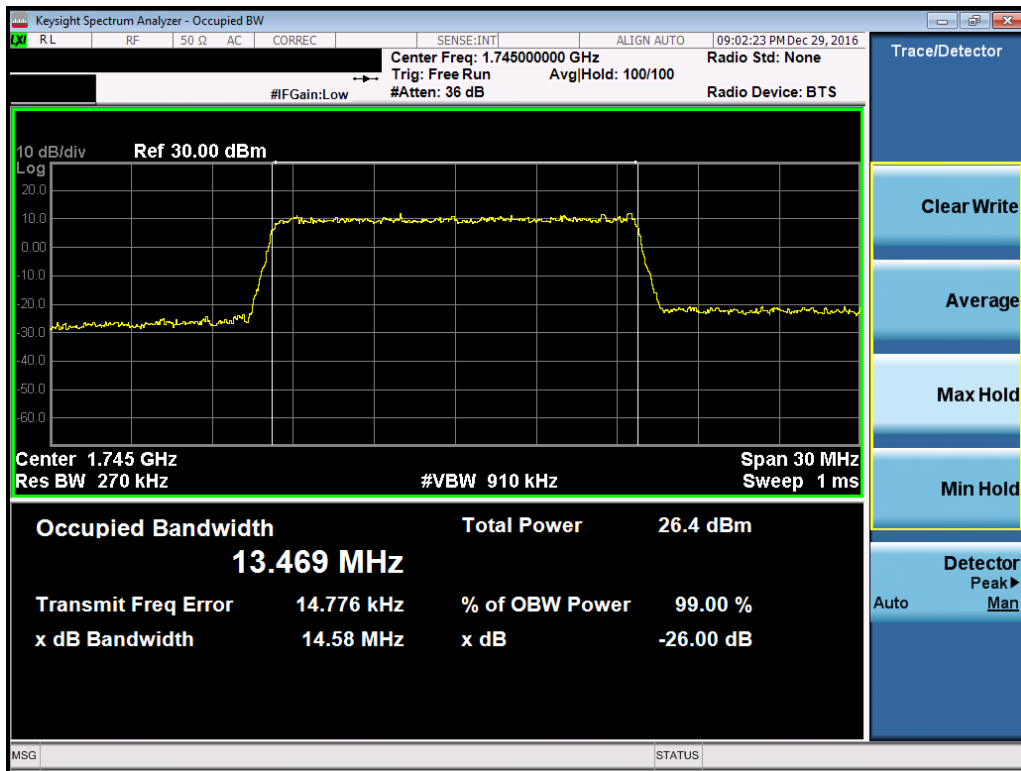 Keysight Spectrum Analyzer - Occupied BW
LXI RL RF 50 Ω AC CORREC SENSE:INT ALIGN AUTO 09:02:23 PM Dec 29, 2016
Center Freq: 1.745000000 GHz Radio Std: None
Trig: Free Run Avg|Hold: 100/100
#IFGain:Low #Atten: 36 dB Radio Device: BTS
10 dB/div Ref 30.00 dBm
Log
20.0
10.0
0.00
-10.0
-20.0
-30.0
-40.0
-50.0
-60.0
Center 1.745 GHz Span 30 MHz
Res BW 270 kHz #VBW 910 kHz Sweep 1 ms
Occupied Bandwidth Total Power 26.4 dBm
13.469 MHz
Transmit Freq Error 14.776 kHz % of OBW Power 99.00 %
x dB Bandwidth 14.58 MHz x dB -26.00 dB
MSG STATUS
Trace/Detector
Clear Write
Average
Max Hold
Min Hold
Detector
Peak▶
Auto Man